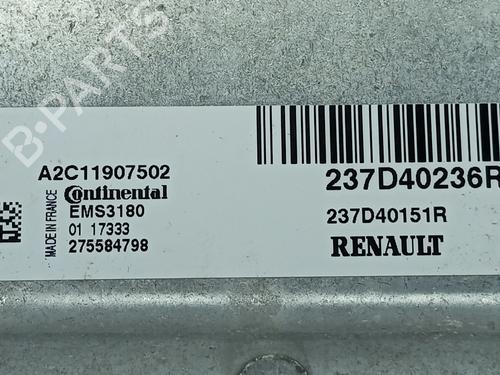 B-PARTS
A2C11907502
Continental
EMS3180
01 17333
275584798
MADE IN FRANCE
237D40236R
237D40151R
RENAULT